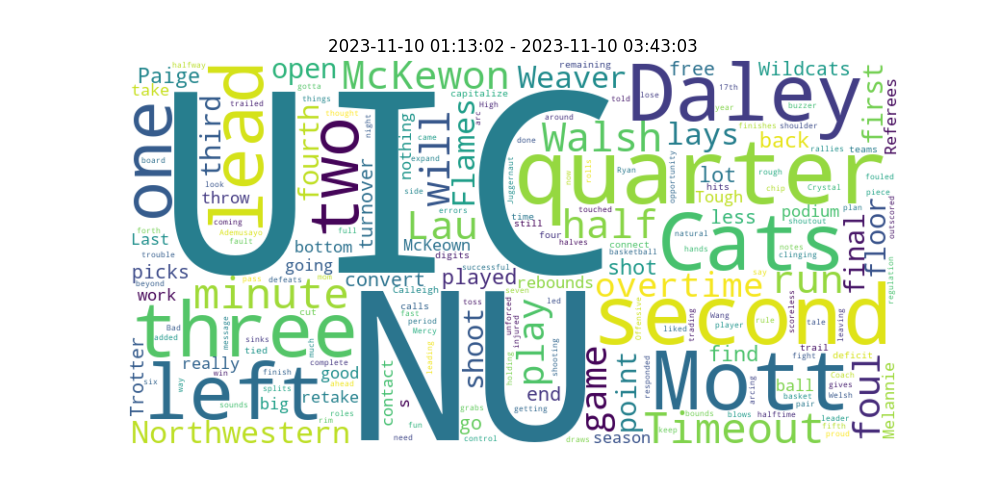 2023-11-10 01:13:02 - 2023-11-10 03:43:03
halfway
Paige
take
one
board
lead
trailed
third
look
throw
coming
Ademusayo
fault
open
gotta
things
fourth
two
thought
night
full
turnover
bottom
going
McKewon
nothing
will
came
expand
side
errors
Flames
capitalize
High
arc
Lau
McKeown
digits
UIC
Weaver
remaining
around
done
Juggernaut
time
still
four
halves
Walsh
quarter
now
rolls
Ryan
touched
half
connect
basketball
told
close
free
Daley
17th
year
buzzer
Wildcats
finishes
shoulder
first
Referees
back
rallies
teams
lays
opportunity
lot
hits
Tough
rough
chip
Crystal
fouled
piece
plan
outscored
podium
shoutout
less
natural
hands
Cats
notes
clinging
final
floor
regulation
Last
forth
trouble
picks
beyond
work
pass
defeats
more
minute
cut
convert
Caileigh
played
successful
seven
rebounds
shot
overtime
say
run
three
Bad
added
message
sinks
tied
much
calls
fast
period
Mercy
leading
toss
unforced
injured
led
NU
shoot
play
holding
shooting
second
Offensive
liked
trading
Wang
player
rule
scoreless
tale
leaving
Trotter
six
way
left
really
win
finish
splits
big
complete
good
ahead
retake
sounds
roles
rim
contact
s
fun
need
go
grabs
control
end
getting
draws
game
season
point
responded
Mott
find
trail
fight
deficit
arcing
ball
basket
pair
Coach
gives
Welsh
foul
Melannie
Northwestern
keep
bounds
blows
halftime
Timeout
leader
fifth
proud